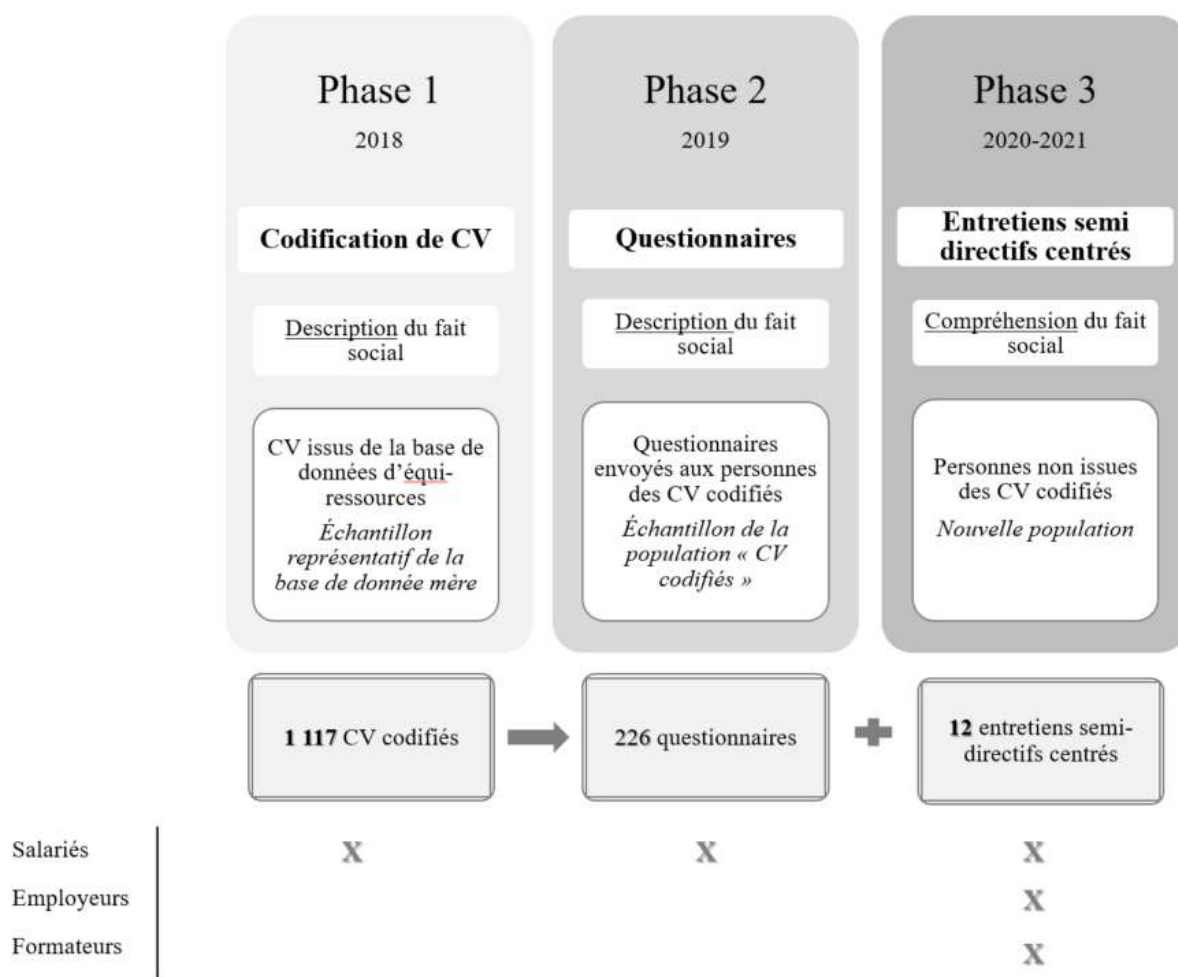 Phase 1
2018
Codification de CV
Description du fait
social
CV issus de la base de
données d'équi-
ressources
Échantillon
représentatif de la
base de donnée mère
1 117 CV codifiés
Phase 2
2019
Questionnaires
Description du fait
social
Questionnaires
envoyés aux personnes
des CV codifiés
Échantillon de la
population « CV
codifiés »
226 questionnaires
Phase 3
2020-2021
Entretiens semi
directifs centrés
Compréhension du fait
social
Personnes non issues
des CV codifiés
Nouvelle population
12 entretiens semi-
directifs centrés
Salariés X X X
Employeurs X
Formateurs X